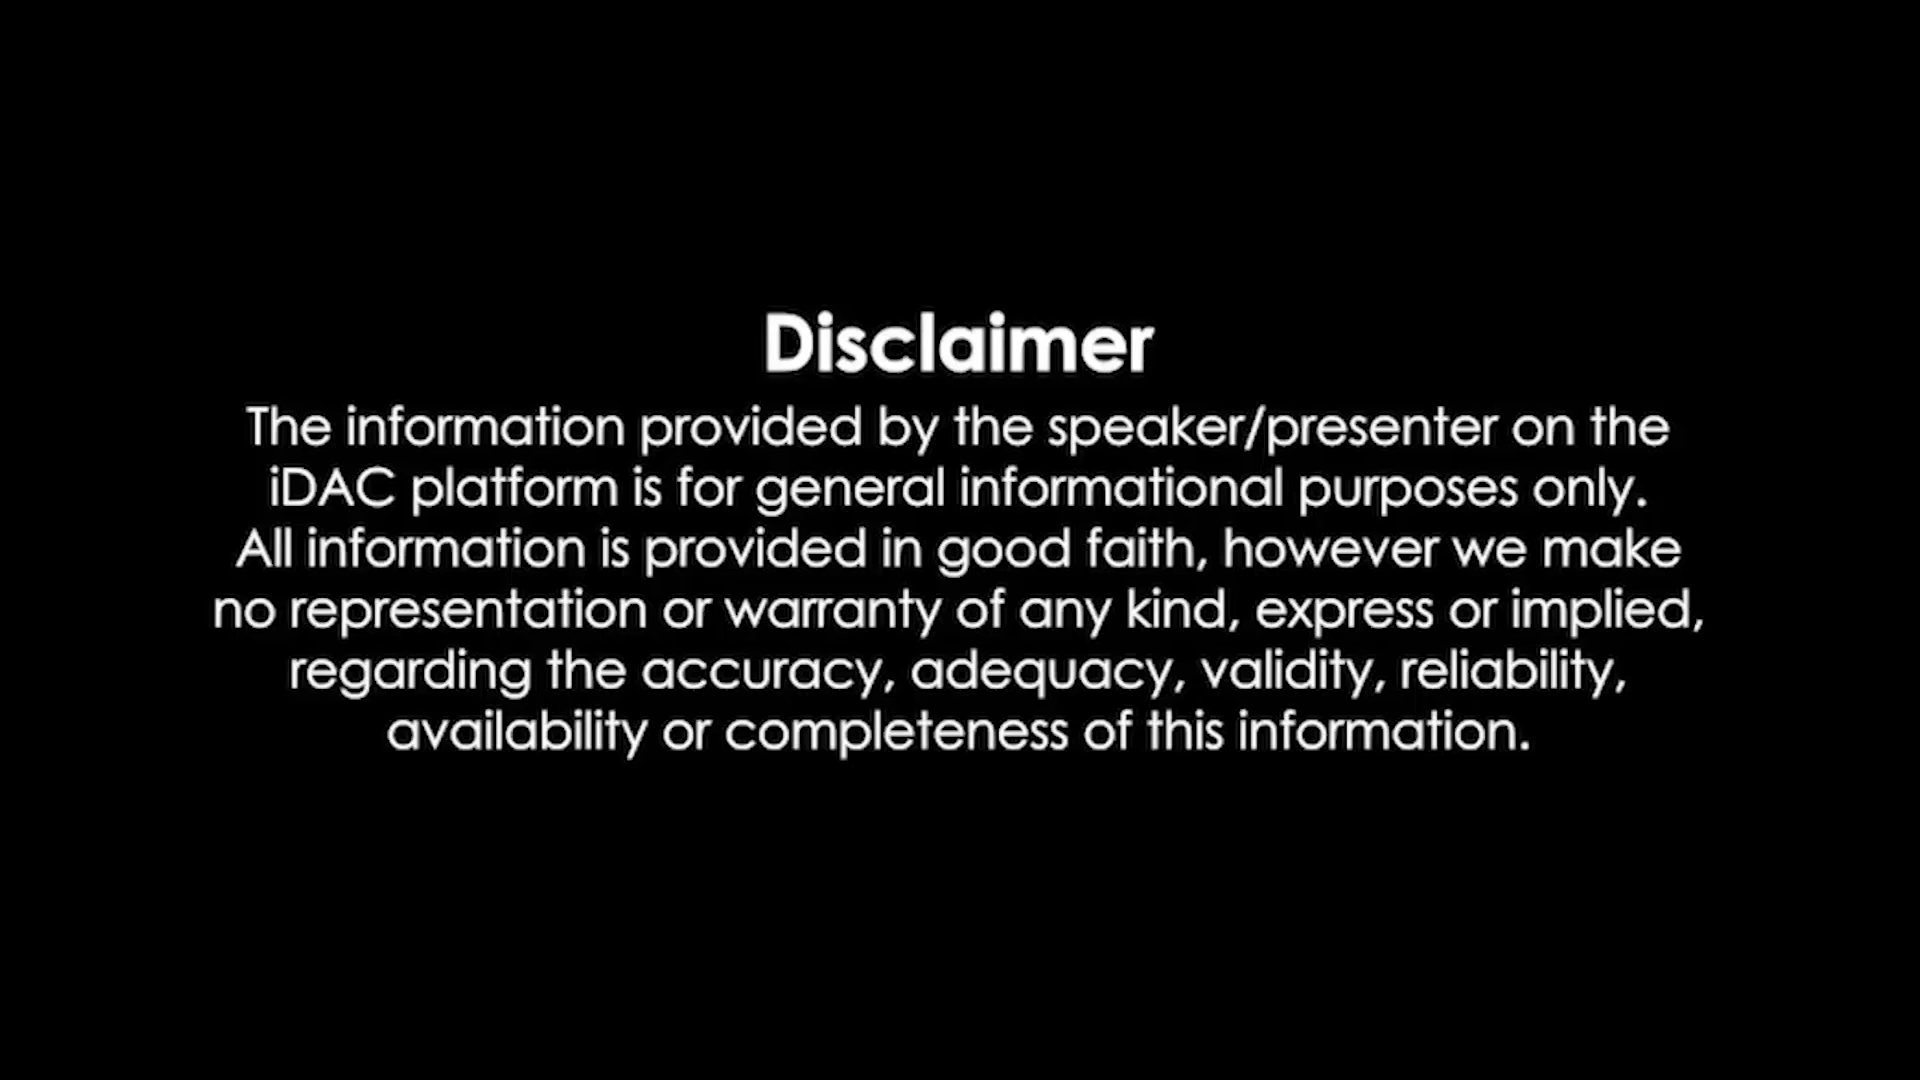 Disclaimer
The information provided by the speaker/presenter on the
iDAC platform is for general informational purposes only.
All information is provided in good faith, however we make
no representation or warranty of any kind, express or implied,
regarding the accuracy, adequacy, validity, reliability,
availability or completeness of this information.